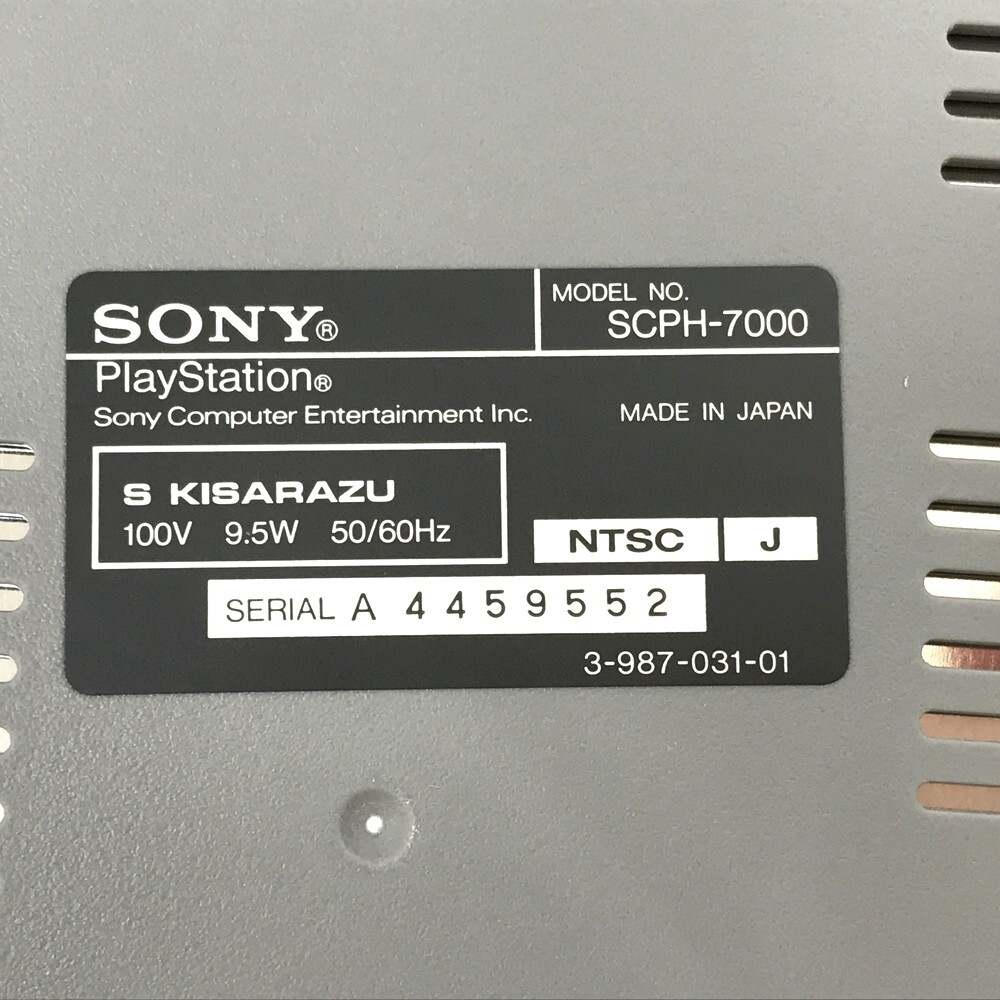 SONY®
MODEL NO.
SCPH-7000
PlayStation®
Sony Computer Entertainment Inc.
MADE IN JAPAN
S KISARAZU
100V 9.5W 50/60Hz
NTSC J
SERIAL A 4459552
3-987-031-01